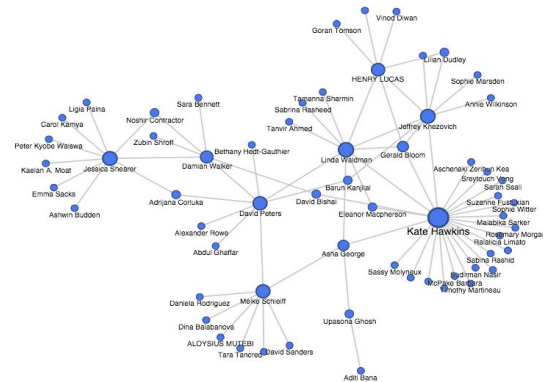 Vinod Diwan
Goran Tomson
Lilian Dudley
HENRY LUCAS
Sophie Marsden
Tamanna Sharmin
Annie Wilkinson
Sara Bennett
Ligia Paina
Sabrina Rasheed
Carol Kamya
Noshir Contractor
Tanvir Ahmed
Jeffrey Knezovich
Zubin Shroff
Peter Kyobe Waiswa
Bethany Hedt-Gauthier
Gerald Bloom
Jessica Shearer
Damian Walker
Linda Waldman
Kaelan A. Moat
Aschenaki Zerihun Kea
Sreytouch Vong
Emma Sacks
Barun Kanjilal
Sarah Ssali
Adrijana Corluka
David Bishai
Suzanne Fustukian
Ashwin Budden
David Peters
Eleanor Macpherson
Sophie Witter
Malabika Sarker
Alexander Rowe
Kate Hawkins
Rosemary Morgan
Ralalicia Limato
Abdul Ghaffar
Asha George
Sabina Rashid
Sassy Molyneux
Sudirman Nasir
McPake Barbara
Timothy Martineau
Meike Schleiff
Daniela Rodriguez
Upasona Ghosh
Dina Balabanova
ALOYSIUS MUTEBI
Tara Tancred
David Sanders
Aditi Bana